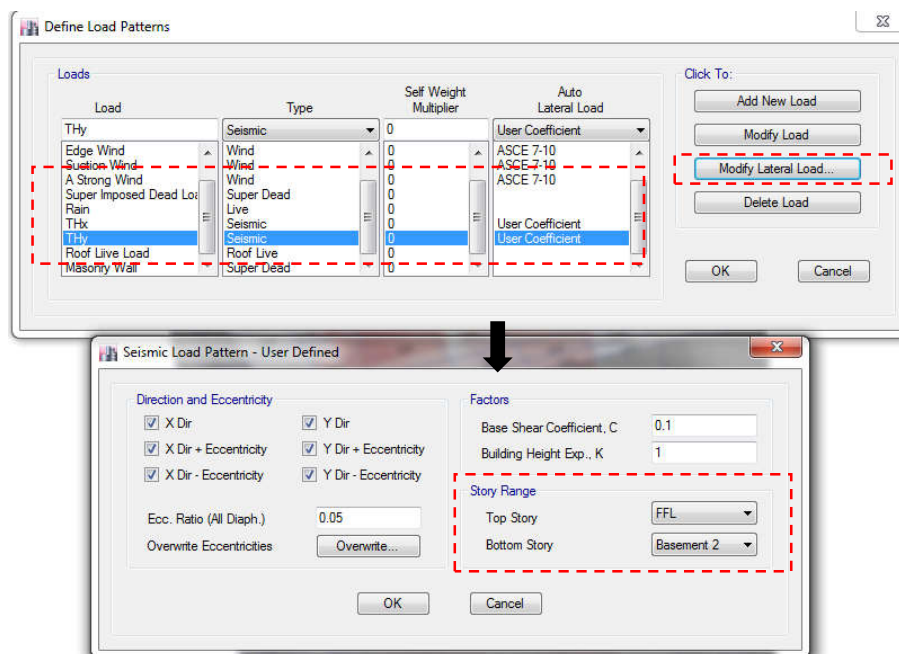 Define Load Patterns
Loads
Click To:
Load Type Self Weight Multiplier Auto Lateral Load
THy Seismic 0 User Coefficient
Add New Load
Edge Wind Wind 0 ASCE 7-10
Suction Wind Wind 0 ASCE 7-10
Modify Load
A Strong Wind Wind 0 ASCE 7-10
Super Imposed Dead Loa Super Dead 0
Modify Lateral Load...
Rain Live 0
THx Seismic 0 User Coefficient
Delete Load
THy Seismic 0 User Coefficient
Roof Liive Load Roof Live 0
Masonry Wall Super Dead 0
OK Cancel
Seismic Load Pattern - User Defined
Direction and Eccentricity
X Dir Y Dir
X Dir + Eccentricity Y Dir + Eccentricity
X Dir - Eccentricity Y Dir - Eccentricity
Ecc. Ratio (All Diaph.) 0.05
Overwrite Eccentricities Overwrite...
Factors
Base Shear Coefficient, C 0.1
Building Height Exp., K 1
Story Range
Top Story FFL
Bottom Story Basement 2
OK Cancel